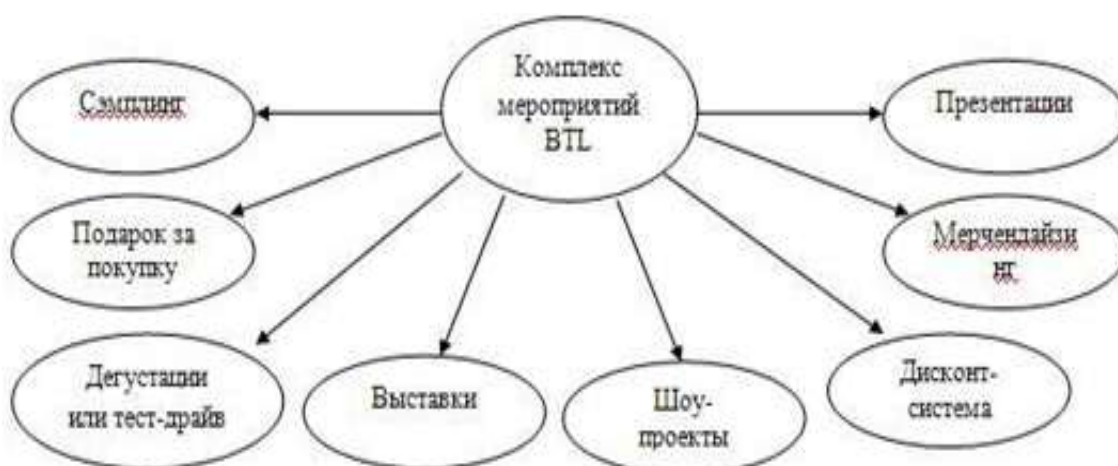 Комплекс
мероприятий
BTL
Сэмплинг
Презентации
Подарок за
покупку
Мерчендайзи
нг
Дегустации
или тест-драйв
Выставки
Шоу-
проекты
Дисконт-
система